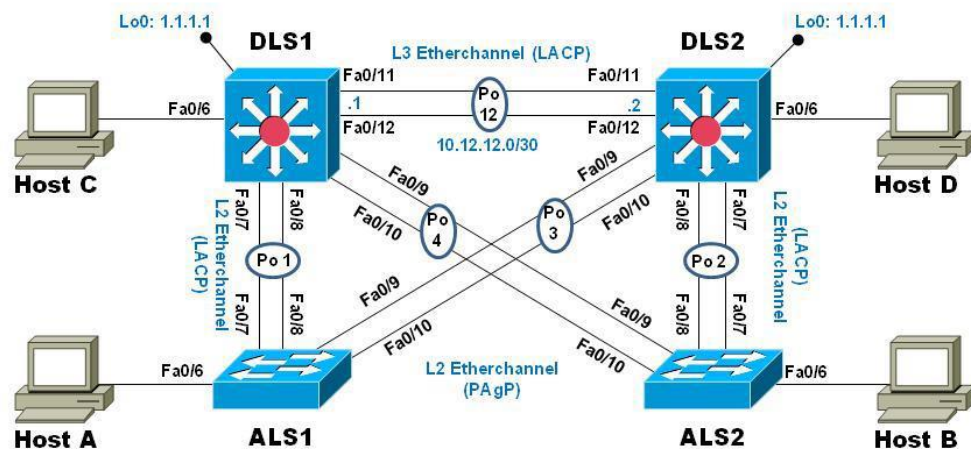 Lo0: 1.1.1.1
Lo0: 1.1.1.1
DLS1
DLS2
L3 Etherchannel (LACP)
Fa0/11
Fa0/11
Fa0/6
.1
Po
12
.2
Fa0/6
Fa0/12
Fa0/12
10.12.12.0/30
Host C
Host D
Fa0/7
Fa0/8
Fa0/9
Fa0/10
Fa0/9
Fa0/10
Fa0/8
Fa0/7
L2 Etherchannel
(LACP)
Po 1
Po
4
Po
3
Po 2
L2 Etherchannel
(LACP)
Fa0/7
Fa0/8
Fa0/9
Fa0/10
Fa0/9
Fa0/10
Fa0/8
Fa0/7
L2 Etherchannel
(PAgP)
Fa0/6
Fa0/6
Host A
ALS1
ALS2
Host B